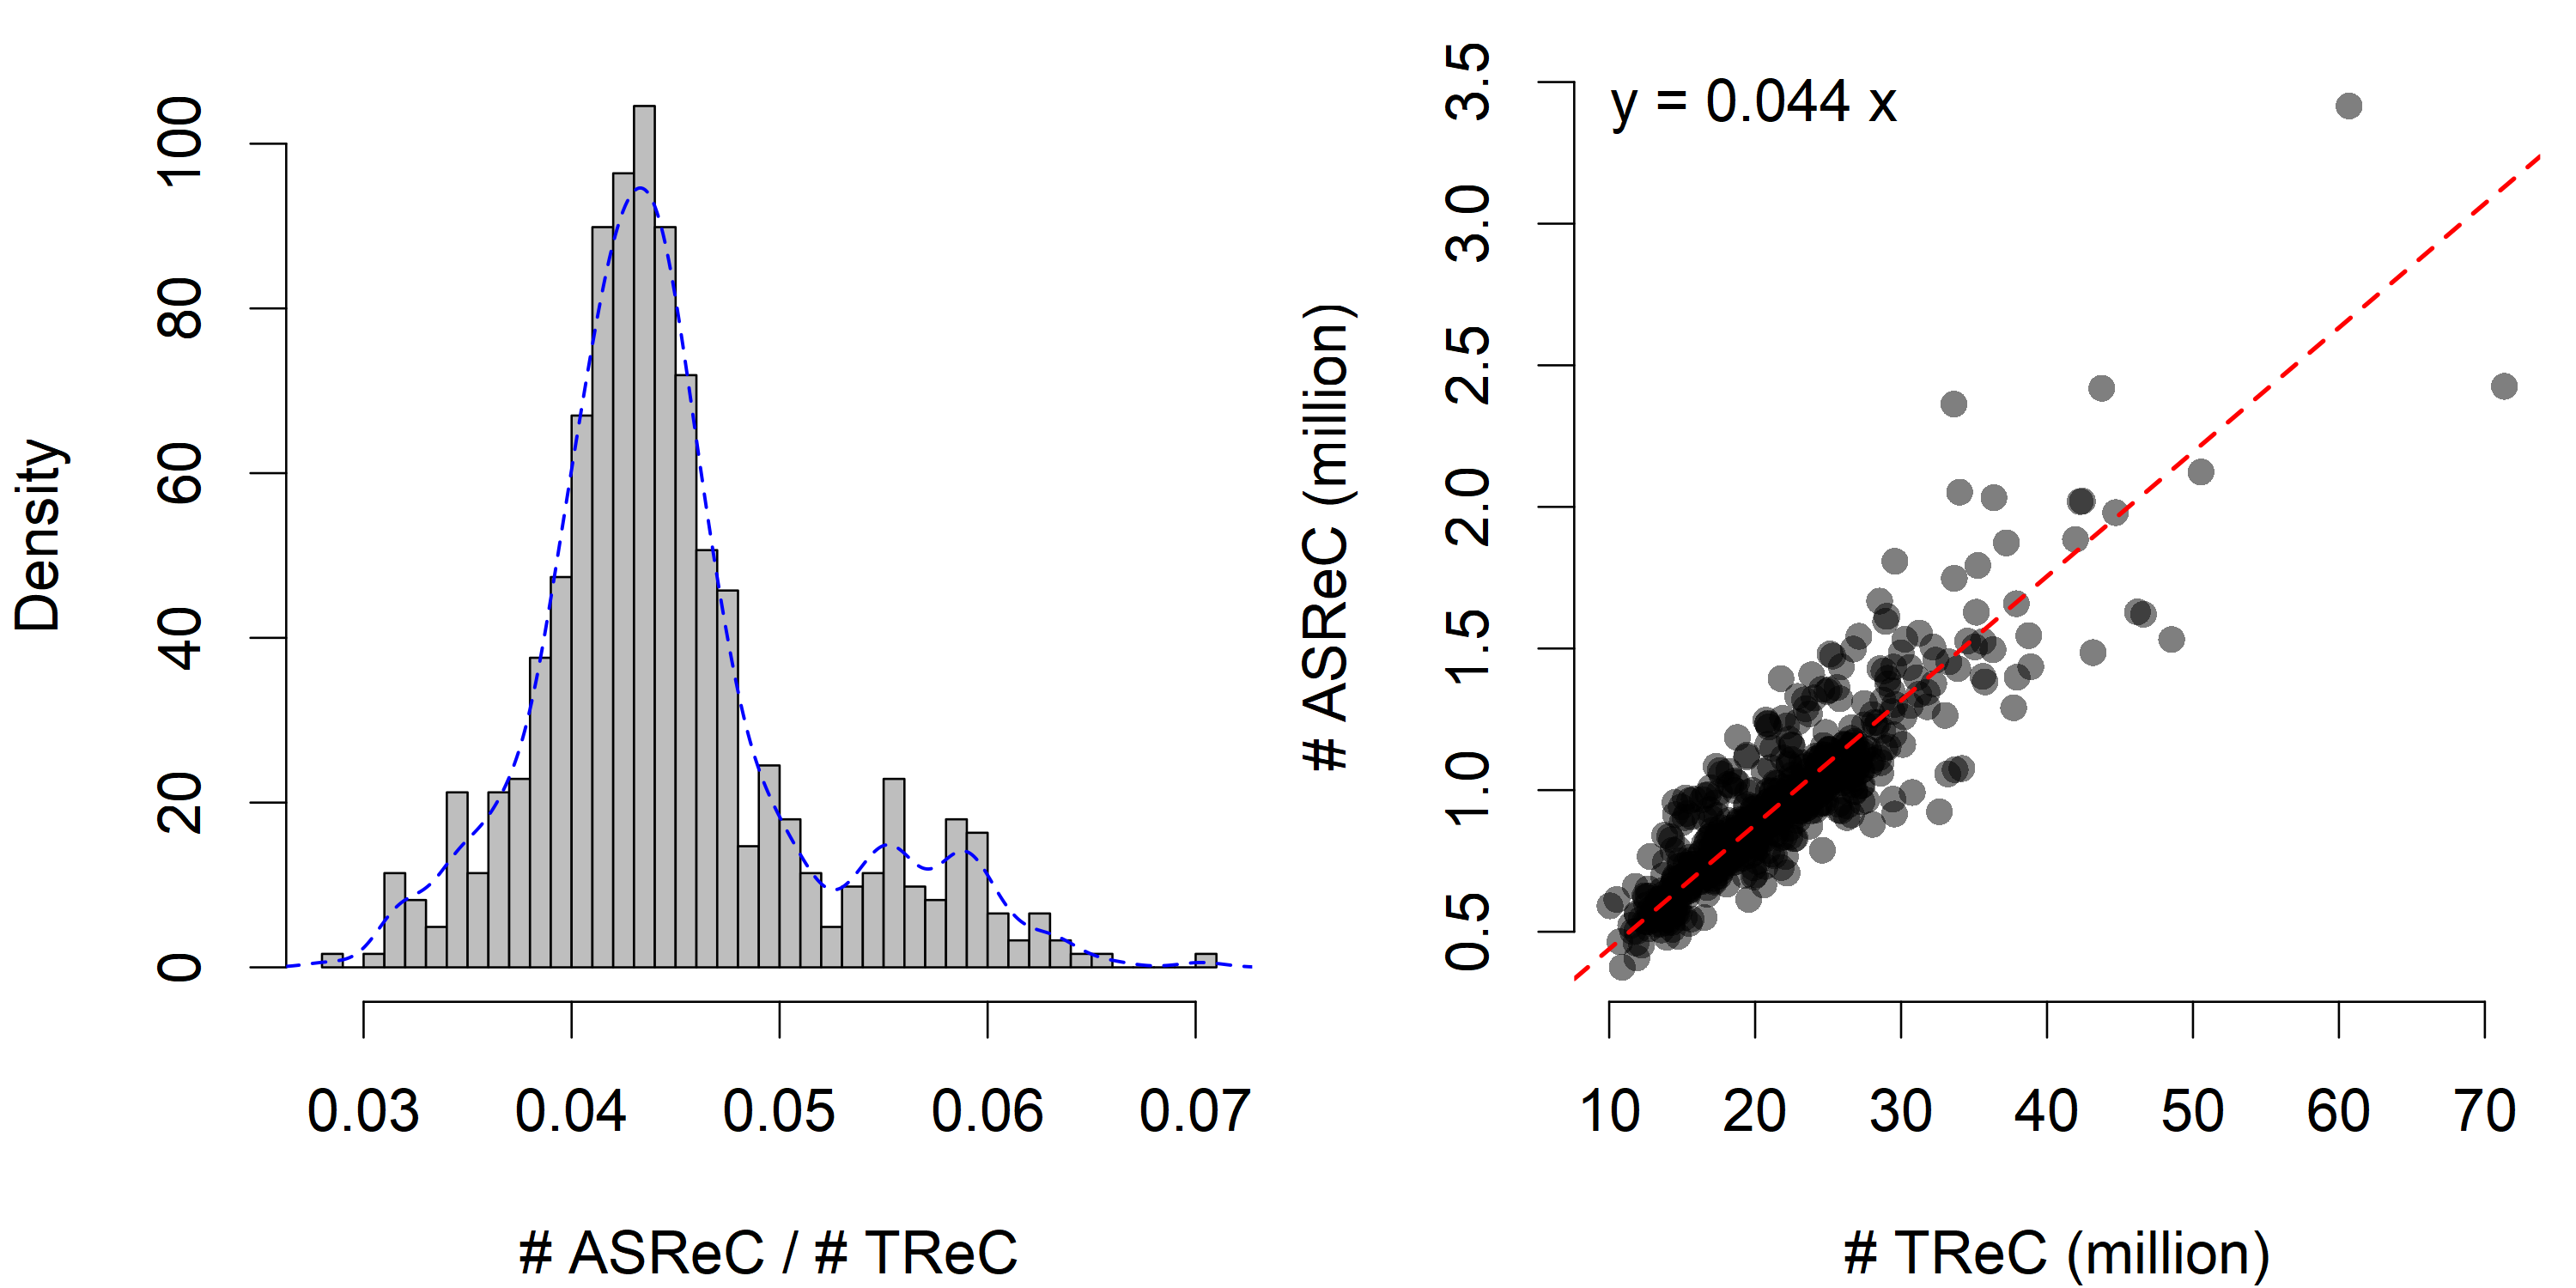 Density
100
80
60
40
20
0
0.03 0.04 0.05 0.06 0.07
# ASReC / # TReC
# ASReC (million)
3.5
3.0
2.5
2.0
1.5
1.0
0.5
y = 0.044 x
10 20 30 40 50 60 70
# TReC (million)